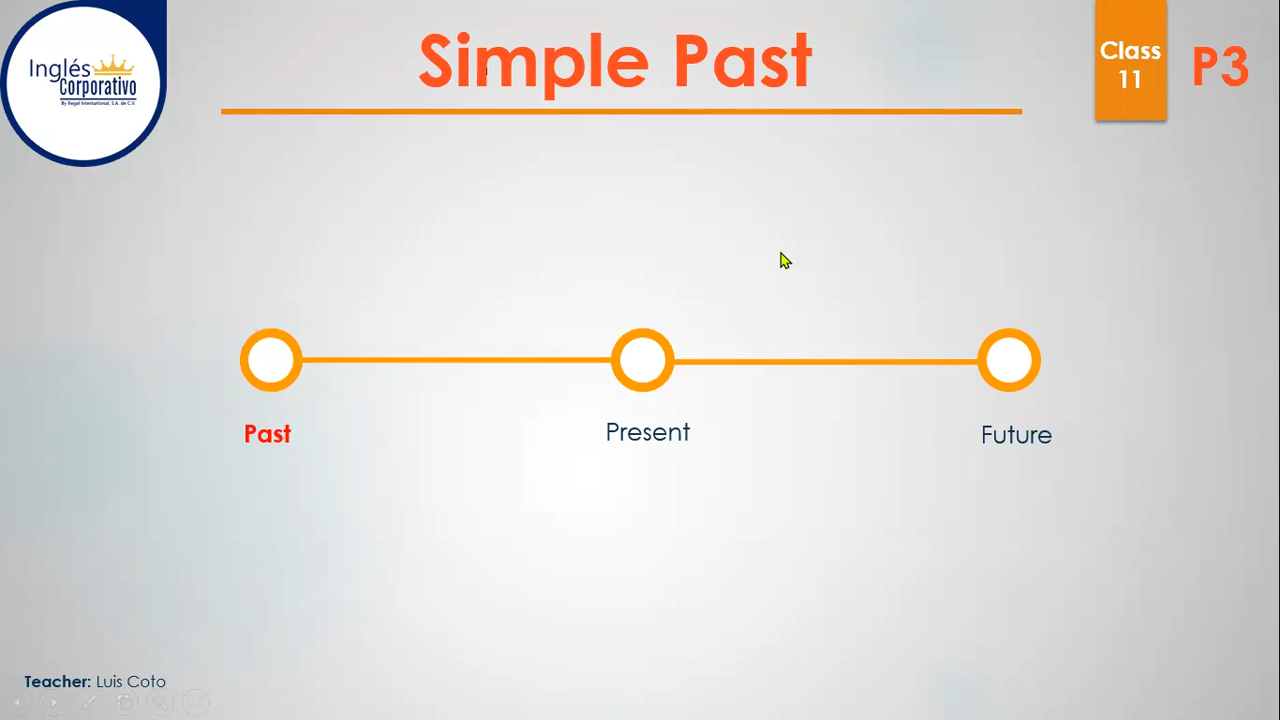 Inglés
Corporativo
By Regal International, S.A. de C.V.
Simple Past
Class
11
P3
Past
Present
Future
Teacher: Luis Coto